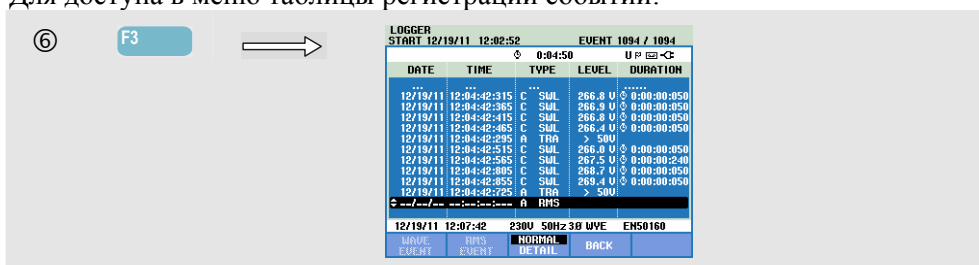 Для доступа в меню таблицы регистрации событий:
⑥ F3
LOGGER
START 12/19/11 12:02:52 EVENT 1094 / 1094
0:04:50 U
DATE TIME TYPE LEVEL DURATION
... ... ... ......
12/19/11 12:04:42:315 C SWL 266.8 V 0:00:00:050
12/19/11 12:04:42:365 C SWL 266.9 V 0:00:00:050
12/19/11 12:04:42:415 C SWL 266.8 V 0:00:00:050
12/19/11 12:04:42:465 C SWL 266.4 V 0:00:00:050
12/19/11 12:04:42:295 A TRA > 50V
12/19/11 12:04:42:515 C SWL 266.0 V 0:00:00:050
12/19/11 12:04:42:565 C SWL 267.5 V 0:00:00:240
12/19/11 12:04:42:805 C SWL 268.7 V 0:00:00:050
12/19/11 12:04:42:855 C SWL 269.4 V 0:00:00:050
12/19/11 12:04:42:725 A TRA > 50V
--/--/-- --:--:--:--- A RMS
12/19/11 12:07:42 230V 50Hz 3Ø WYE EN50160
WAVE EVENT RMS EVENT NORMAL DETAIL BACK